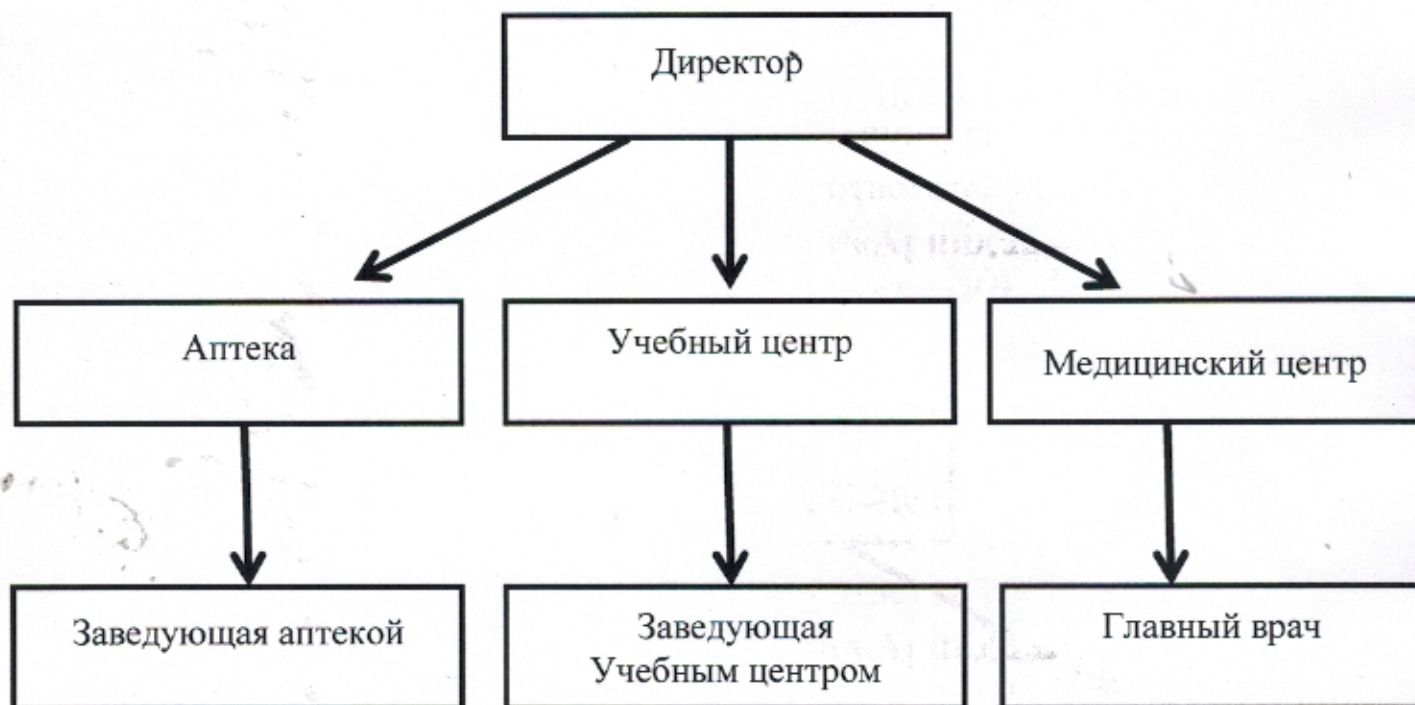 Директор
Аптека
Учебный центр
Медицинский центр
Заведующая аптекой
Заведующая
Учебным центром
Главный врач